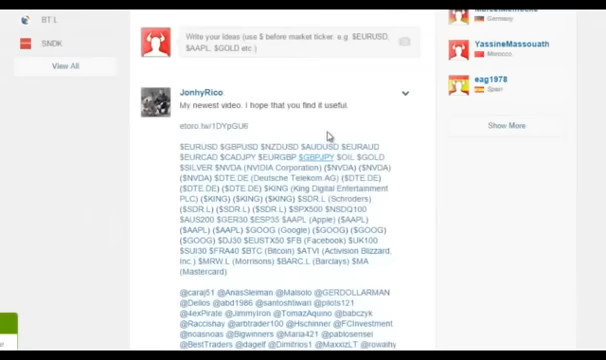 BT.L
SNDK
View All
Write your ideas (use $ before market ticker e.g $EURUSD,
$AAPL, $GOLD etc.)
JonhyRico
My newest video. I hope that you find it useful.
etoro.tw/1DYpGU6
$EURUSD $GBPUSD $NZDUSD $AUDUSD $EURAUD
$EURCAD $CADJPY $EURGBP $GBPJPY $OIL $GOLD
$SILVER $NVDA (NVIDIA Corporation) ($NVDA) ($NVDA)
($NVDA) $DTE.DE (Deutsche Telekom AG) ($DTE.DE)
($DTE.DE) ($DTE.DE) $KING (King Digital Entertainment
PLC) ($KING) ($KING) ($KING) $SDR.L (Schroders)
($SDR.L) ($SDR.L) ($SDR.L) $SPX500 $NSDQ100
$AUS200 $GER30 $ESP35 $AAPL (Apple) ($AAPL)
($AAPL) ($AAPL) $GOOG (Google) ($GOOG) ($GOOG)
($GOOG) $DJ30 $EUSTX50 $FB (Facebook) $UK100
$SUI30 $FRA40 $BTC (Bitcoin) $ATVI (Activision Blizzard,
Inc.) $MRW.L (Morrisons) $BARC.L (Barclays) $MA
(Mastercard)
@caraj51 @AnasSleiman @Maisolo @GERDOLLARMAN
@Dellos @abd1986 @santoshtiwari @pilots121
@4exPirate @JimmyIron @TomazAquino @babczyk
@Raccishay @arbtrader100 @Hschinner @FCInvestment
@noasnoas @Bigwinners @Maria421 @pablosensei
@BestTraders @dagelf @Dimitrios1 @MaxxizLT @rowalhy
Germany
YassineMassouath
Morocco
eag1978
Spain
Show More